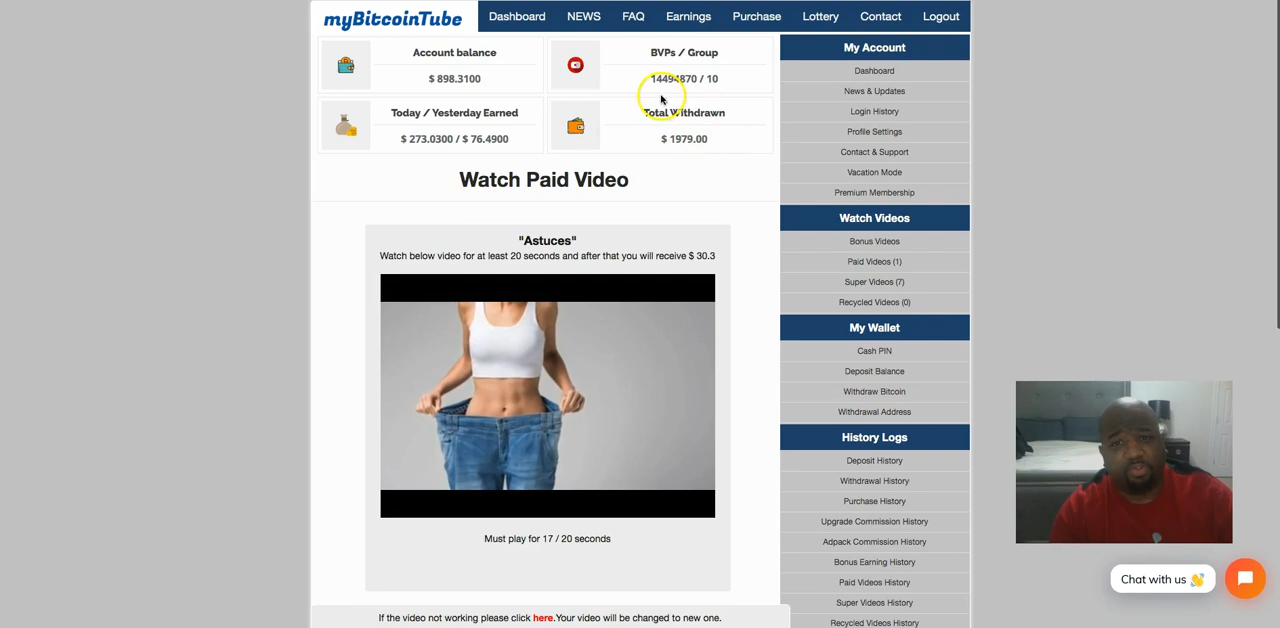 myBitcoinTube
Dashboard NEWS FAQ Earnings Purchase Lottery Contact Logout
Account balance
$ 898.3100
BVPs / Group
14494870 / 10
Today / Yesterday Earned
$ 273.0300 / $ 76.4900
Total Withdrawn
$ 1979.00
Watch Paid Video
"Astuces"
Watch below video for at least 20 seconds and after that you will receive $ 30.3
Must play for 17 / 20 seconds
If the video not working please click here.Your video will be changed to new one.
My Account
Dashboard
News & Updates
Login History
Profile Settings
Contact & Support
Vacation Mode
Premium Membership
Watch Videos
Bonus Videos
Paid Videos (1)
Super Videos (7)
Recycled Videos (0)
My Wallet
Cash PIN
Deposit Balance
Withdraw Bitcoin
Withdrawal Address
History Logs
Deposit History
Withdrawal History
Purchase History
Upgrade Commission History
Adpack Commission History
Bonus Earning History
Paid Videos History
Super Videos History
Recycled Videos History
Chat with us 👋